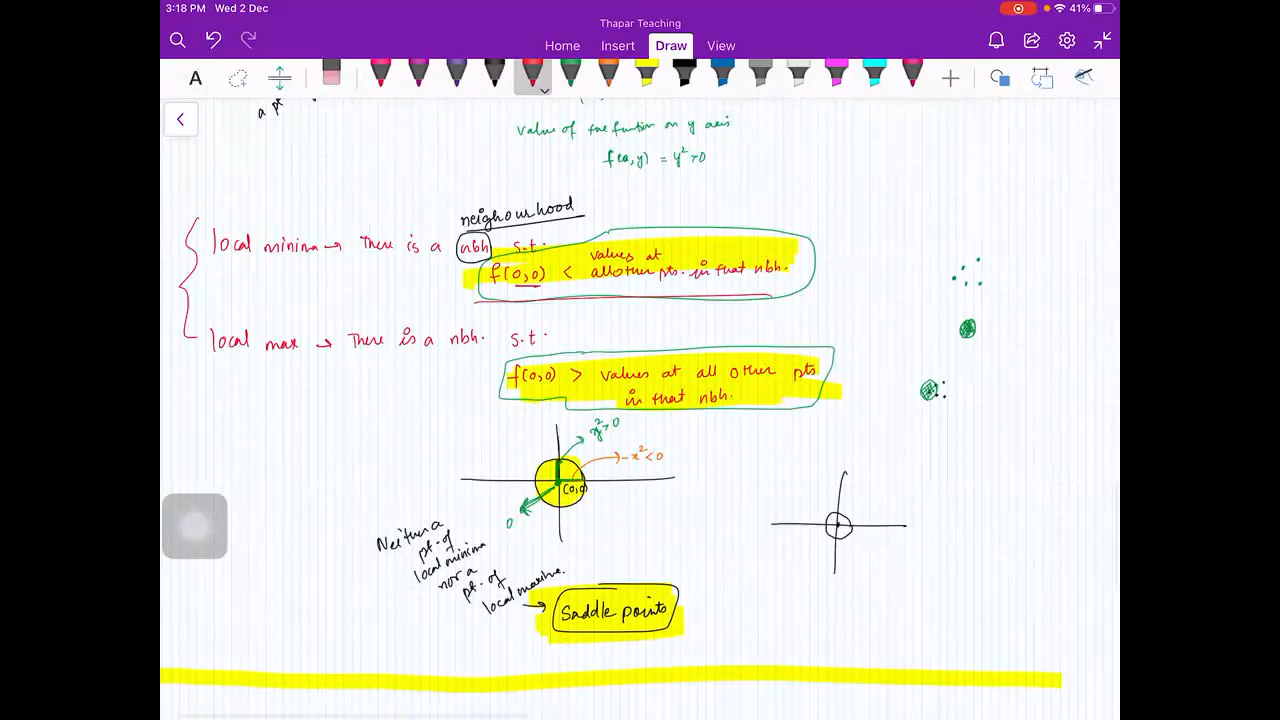 3:18 PM Wed 2 Dec
41%
Thapar Teaching
Home Insert Draw View
A
a pt
value of the function on y axis
f(0,y) = y² > 0
neighourhood
local minima → There is a nbh s.t.
f(0,0) < values at
all other pts. in that nbh.
local max → There is a nbh. s.t.
f(0,0) > values at all other pts
in that nbh.
-x² < 0
(0,0)
0
Neither a
pt. of
local minima
nor a
pt. of
local maxima.
→ Saddle points